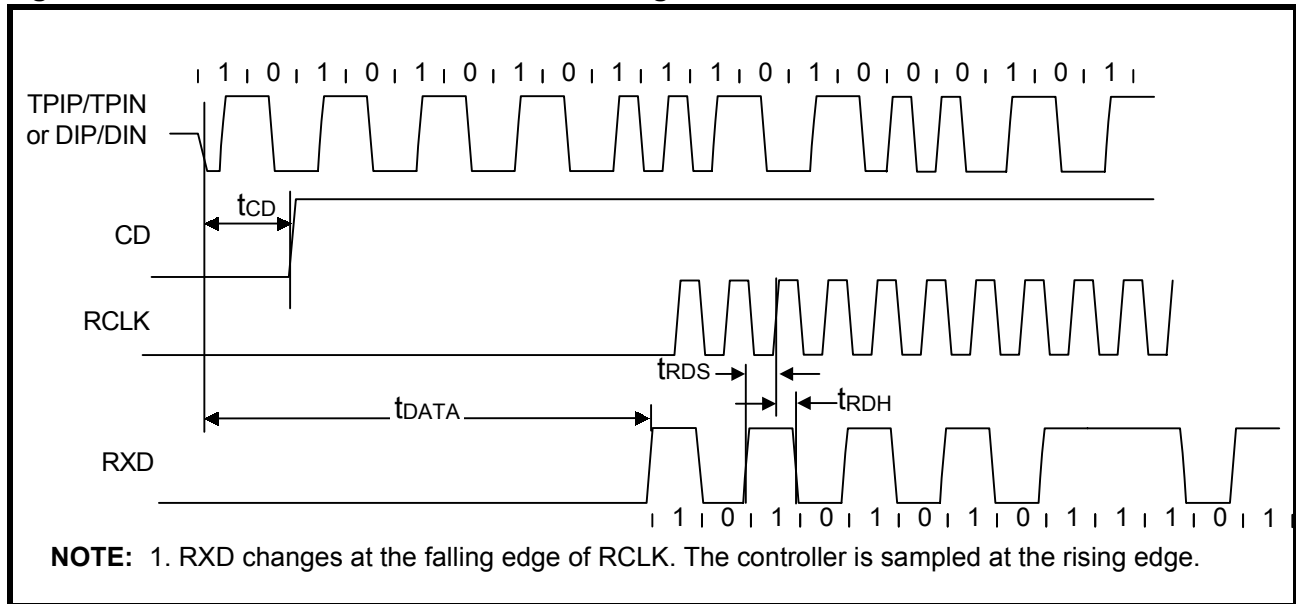 1 0 1 0 1 0 1 0 1 1 1 0 1 0 0 0 1 0 1
TPIP/TPIN
or DIP/DIN
tCD
CD
RCLK
tRDS
tRDH
tDATA
RXD
1 0 1 0 1 0 1 0 1 1 1 0 1
NOTE: 1. RXD changes at the falling edge of RCLK. The controller is sampled at the rising edge.